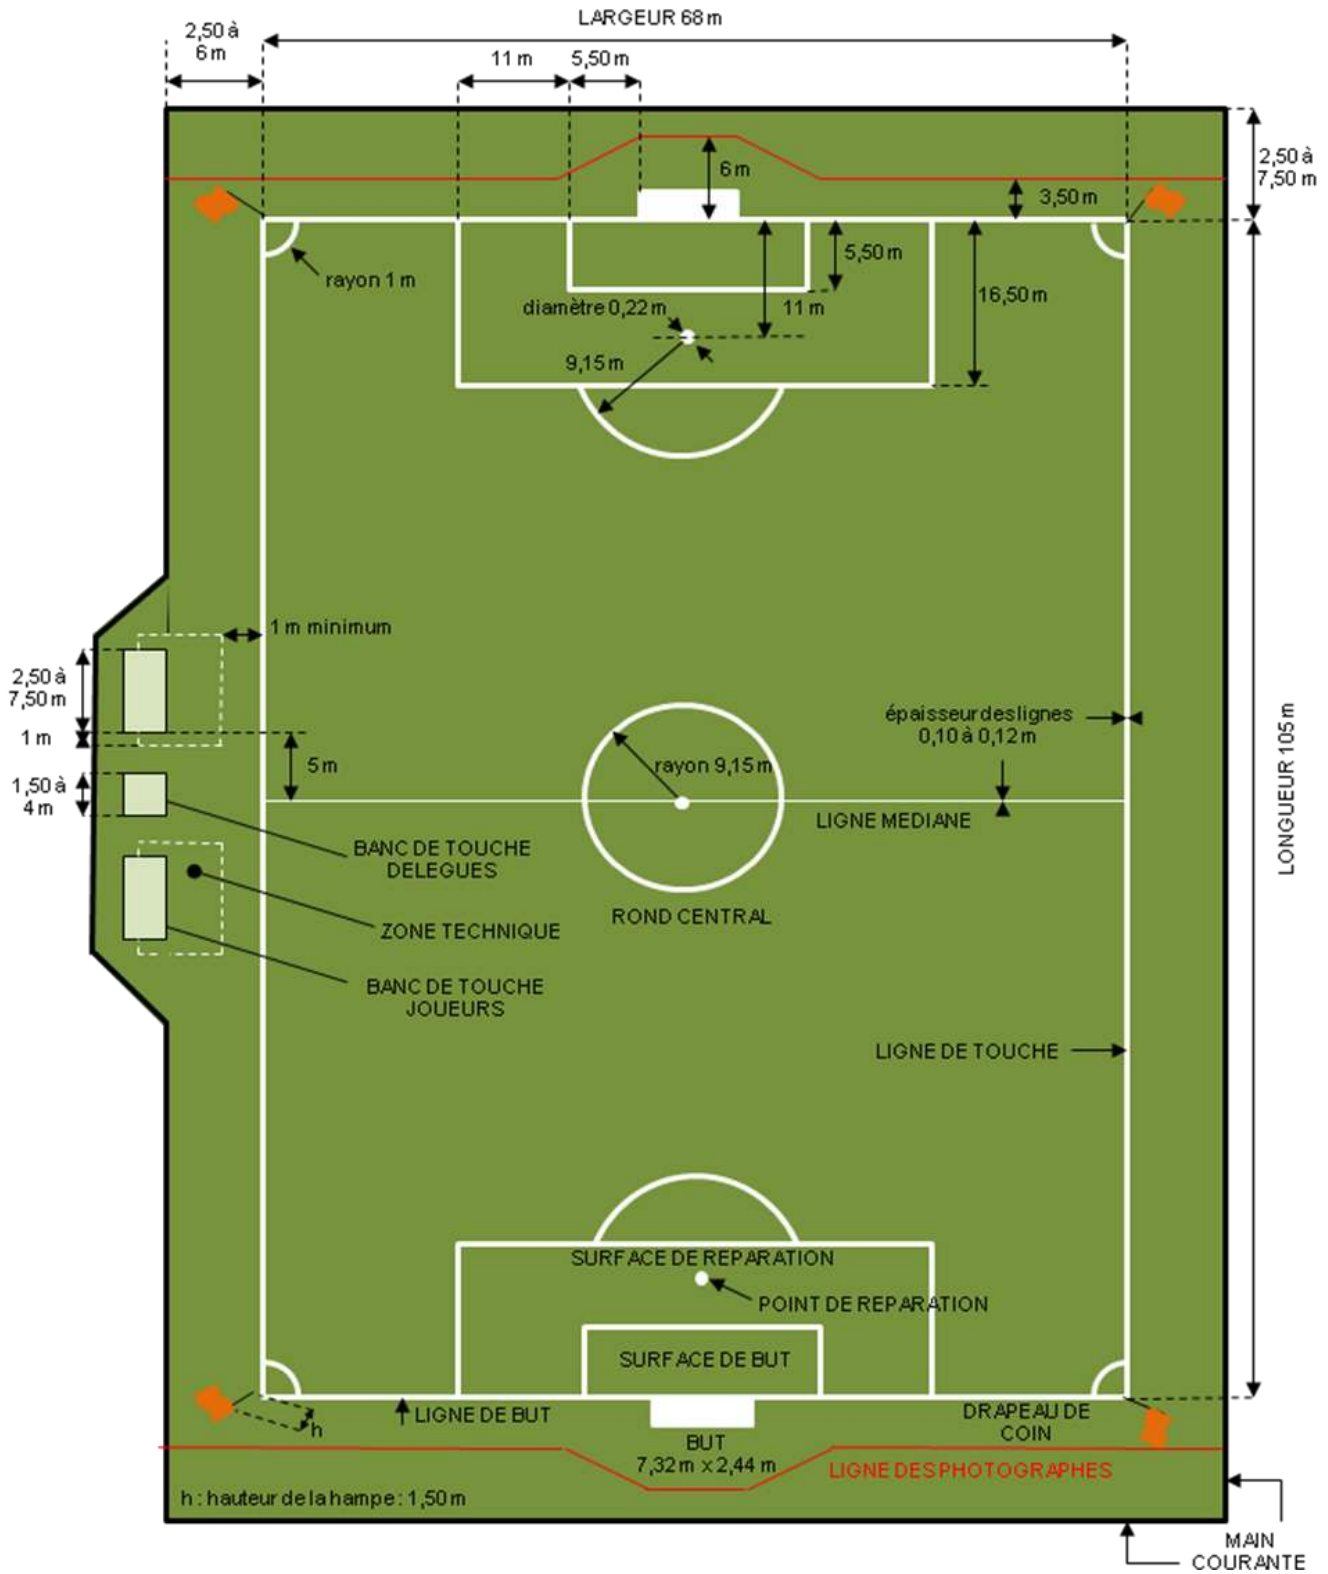 LARGEUR 68 m
2,50 à
6 m
11 m
5,50 m
2,50 à
7,50 m
6 m
3,50 m
rayon 1 m
5,50 m
16,50 m
diamètre 0,22 m
11 m
9,15 m
1 m minimum
2,50 à
7,50 m
1 m
5 m
1,50 à
4 m
épaisseur des lignes
0,10 à 0,12 m
rayon 9,15 m
LIGNE MEDIANE
LONGUEUR 105 m
BANC DE TOUCHE
DELEGUES
ROND CENTRAL
ZONE TECHNIQUE
BANC DE TOUCHE
JOUEURS
LIGNE DE TOUCHE
SURFACE DE REPARATION
POINT DE REPARATION
SURFACE DE BUT
LIGNE DE BUT
h
DRAPEAU DE
COIN
BUT
7,32 m x 2,44 m
LIGNE DES PHOTOGRAPHES
h : hauteur de la hampe : 1,50 m
MAIN
COURANTE